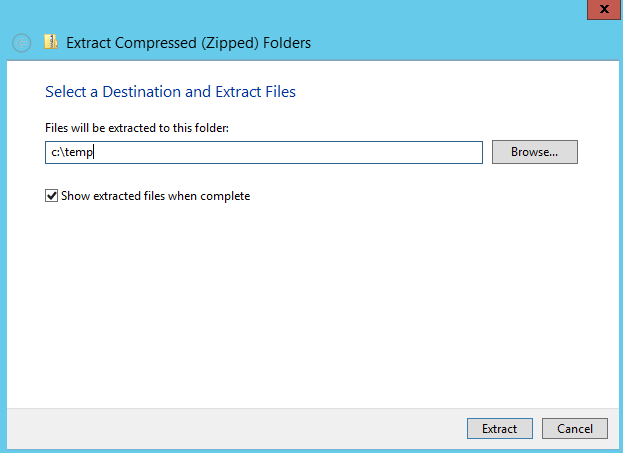 x
Extract Compressed (Zipped) Folders
Select a Destination and Extract Files
Files will be extracted to this folder:
c:\temp
Browse...
Show extracted files when complete
Extract
Cancel